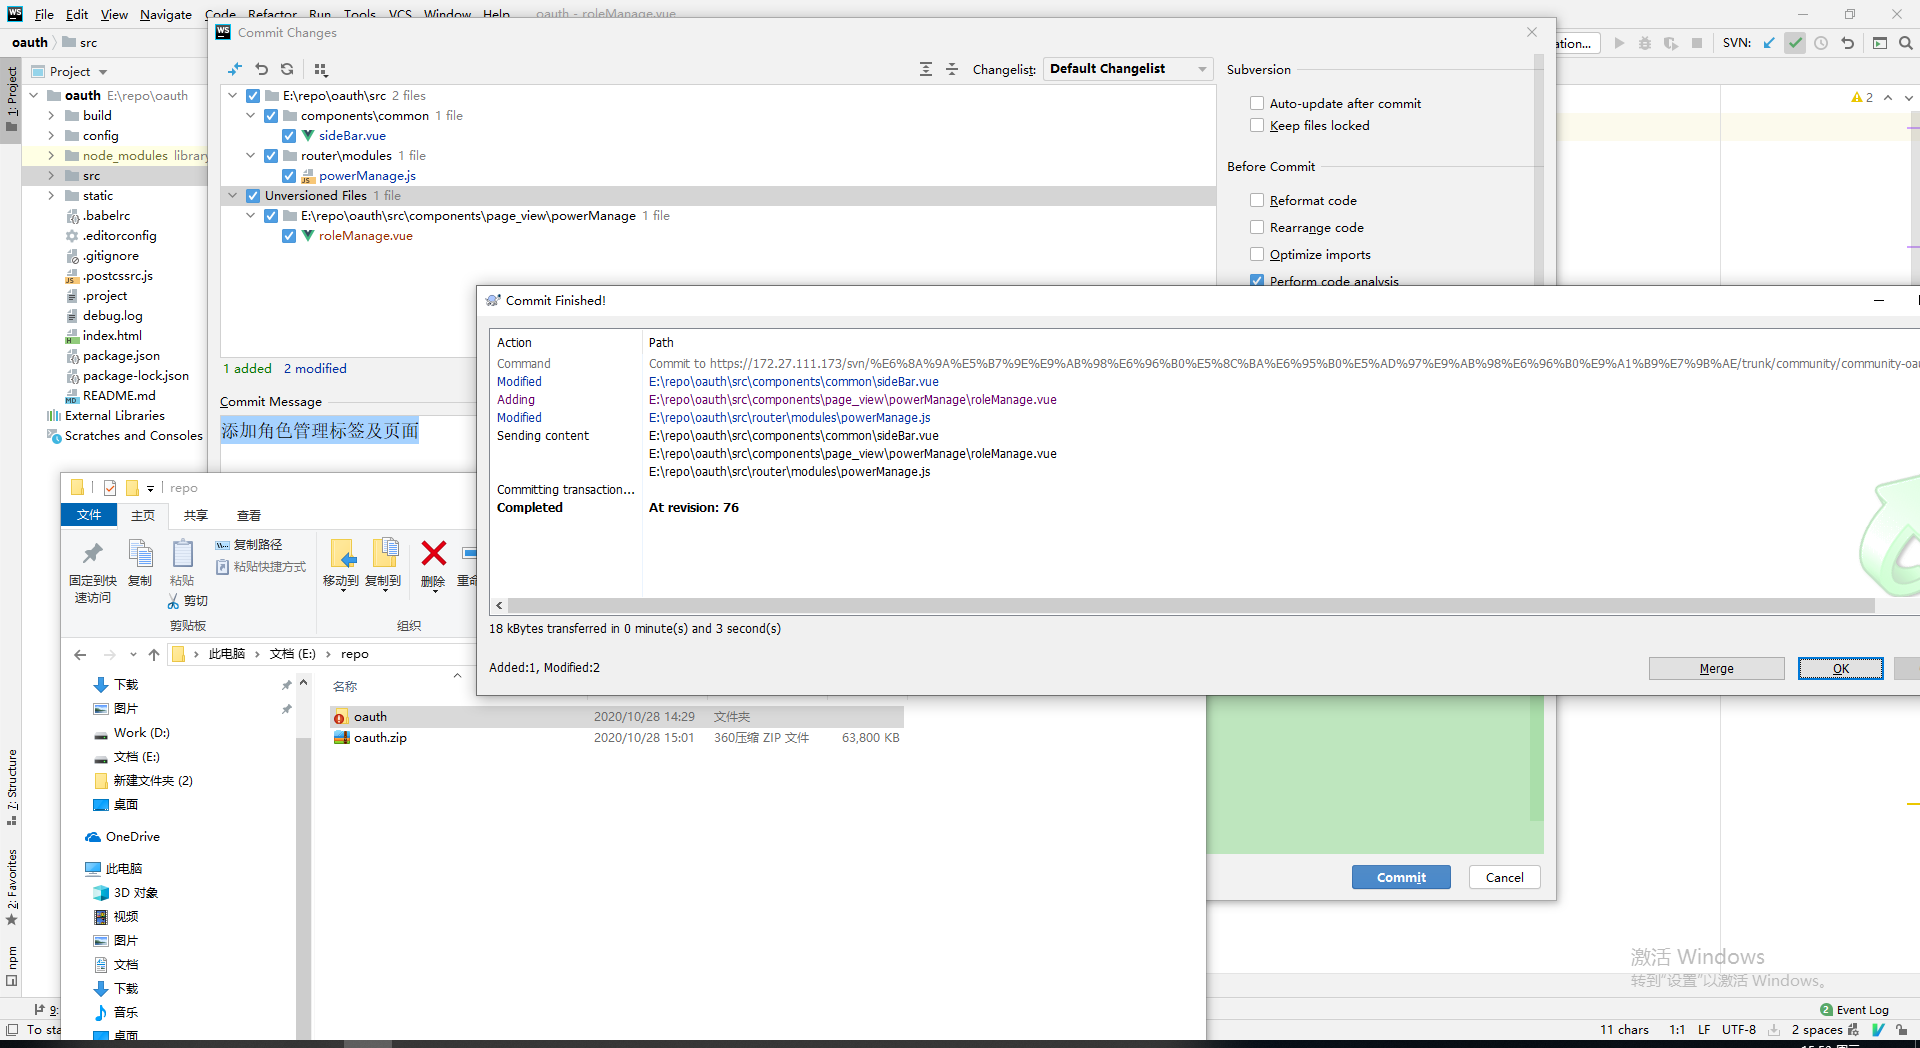 File Edit View Navigate Code Refactor Run Tools VCS Window Help oauth - roleManage.vue
oauth src
Commit Changes
SVN:
Project
1: Project
oauth E:\repo\oauth
build
config
node_modules library
src
static
.babelrc
.editorconfig
.gitignore
.postcssrc.js
.project
debug.log
index.html
package.json
package-lock.json
README.md
External Libraries
Scratches and Consoles
Changelist: Default Changelist
E:\repo\oauth\src 2 files
components\common 1 file
sideBar.vue
router\modules 1 file
powerManage.js
Unversioned Files 1 file
E:\repo\oauth\src\components\page_view\powerManage 1 file
roleManage.vue
1 added 2 modified
Commit Message
添加角色管理标签及页面
Subversion
Auto-update after commit
Keep files locked
Before Commit
Reformat code
Rearrange code
Optimize imports
Perform code analysis
2
Commit Finished!
Action Path
Command Commit to https://172.27.111.173/svn/%E6%8A%9A%E5%B7%9E%E9%AB%98%E6%96%B0%E5%8C%BA%E6%95%B0%E5%AD%97%E9%AB%98%E6%96%B0%E9%A1%B9%E7%9B%AE/trunk/community/community-oa
Modified E:\repo\oauth\src\components\common\sideBar.vue
Adding E:\repo\oauth\src\components\page_view\powerManage\roleManage.vue
Modified E:\repo\oauth\src\router\modules\powerManage.js
Sending content E:\repo\oauth\src\components\common\sideBar.vue
E:\repo\oauth\src\components\page_view\powerManage\roleManage.vue
E:\repo\oauth\src\router\modules\powerManage.js
Committing transaction...
Completed At revision: 76
18 kBytes transferred in 0 minute(s) and 3 second(s)
Added:1, Modified:2
Merge OK
repo
文件 主页 共享 查看
固定到快速访问
复制
粘贴
复制路径
粘贴快捷方式
剪切
剪贴板
移动到 复制到 删除
组织
此电脑 文档 (E:) repo
名称
oauth 2020/10/28 14:29 文件夹
oauth.zip 2020/10/28 15:01 360压缩 ZIP 文件 63,800 KB
下载
图片
Work (D:)
文档 (E:)
新建文件夹 (2)
桌面
OneDrive
此电脑
3D 对象
视频
图片
文档
下载
音乐
桌面
7: Structure
2: Favorites
npm
9:
Commit Cancel
激活 Windows
转到"设置"以激活 Windows。
2 Event Log
11 chars 1:1 LF UTF-8 2 spaces